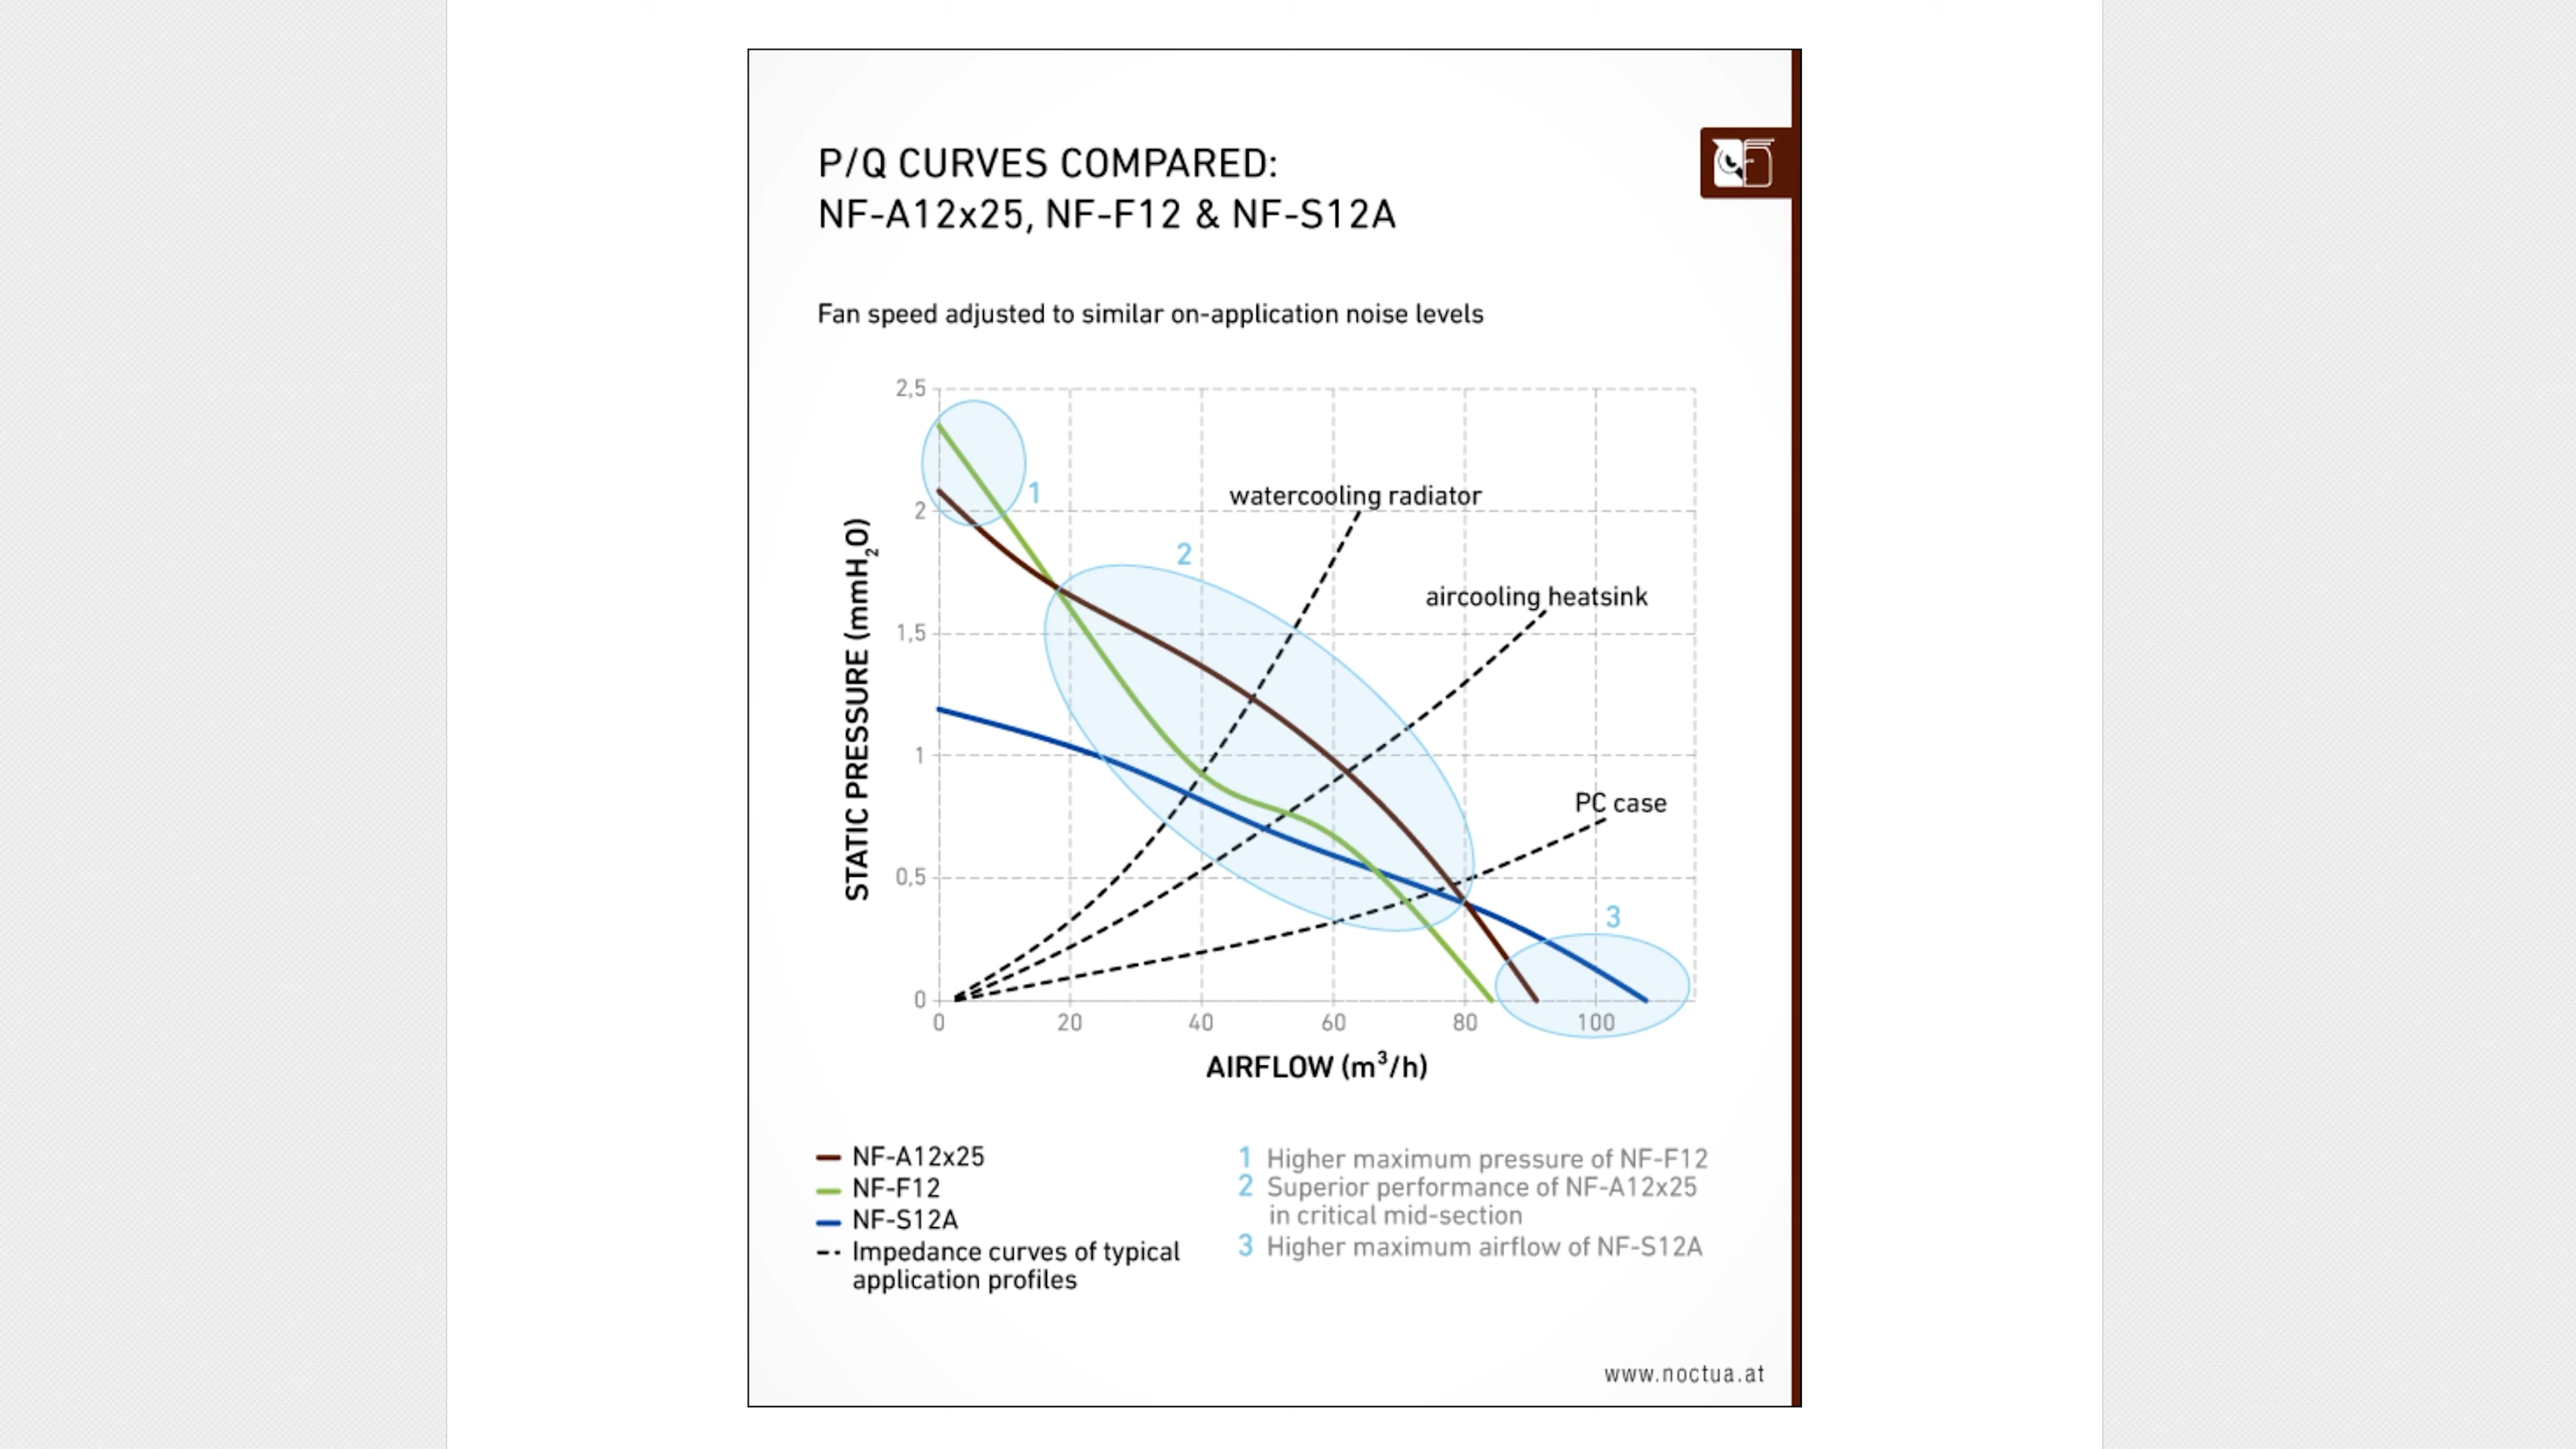 P/Q CURVES COMPARED:
NF-A12x25, NF-F12 & NF-S12A
Fan speed adjusted to similar on-application noise levels
2,5
2
1,5
1
0,5
0
STATIC PRESSURE (mmH₂O)
1
2
watercooling radiator
aircooling heatsink
PC case
3
0 20 40 60 80 100
AIRFLOW (m³/h)
NF-A12x25
NF-F12
NF-S12A
Impedance curves of typical
application profiles
1 Higher maximum pressure of NF-F12
2 Superior performance of NF-A12x25
in critical mid-section
3 Higher maximum airflow of NF-S12A
www.noctua.at